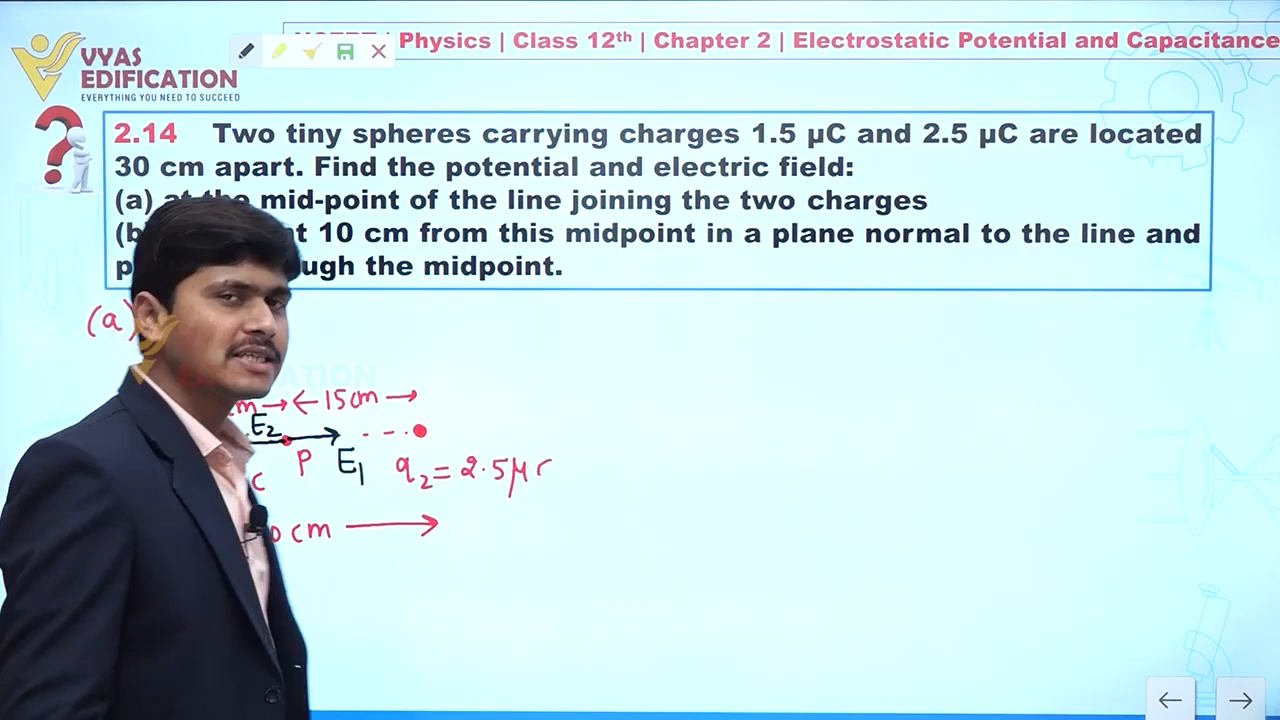 VYAS
EDIFICATION
EVERYTHING YOU NEED TO SUCCEED
Physics | Class 12th | Chapter 2 | Electrostatic Potential and Capacitance
2.14 Two tiny spheres carrying charges 1.5 μC and 2.5 μC are located
30 cm apart. Find the potential and electric field:
(a) at the mid-point of the line joining the two charges
(b) 10 cm from this midpoint in a plane normal to the line and
the midpoint.
(a)
15cm
E2
P E1 q2 = 2.5μC
cm